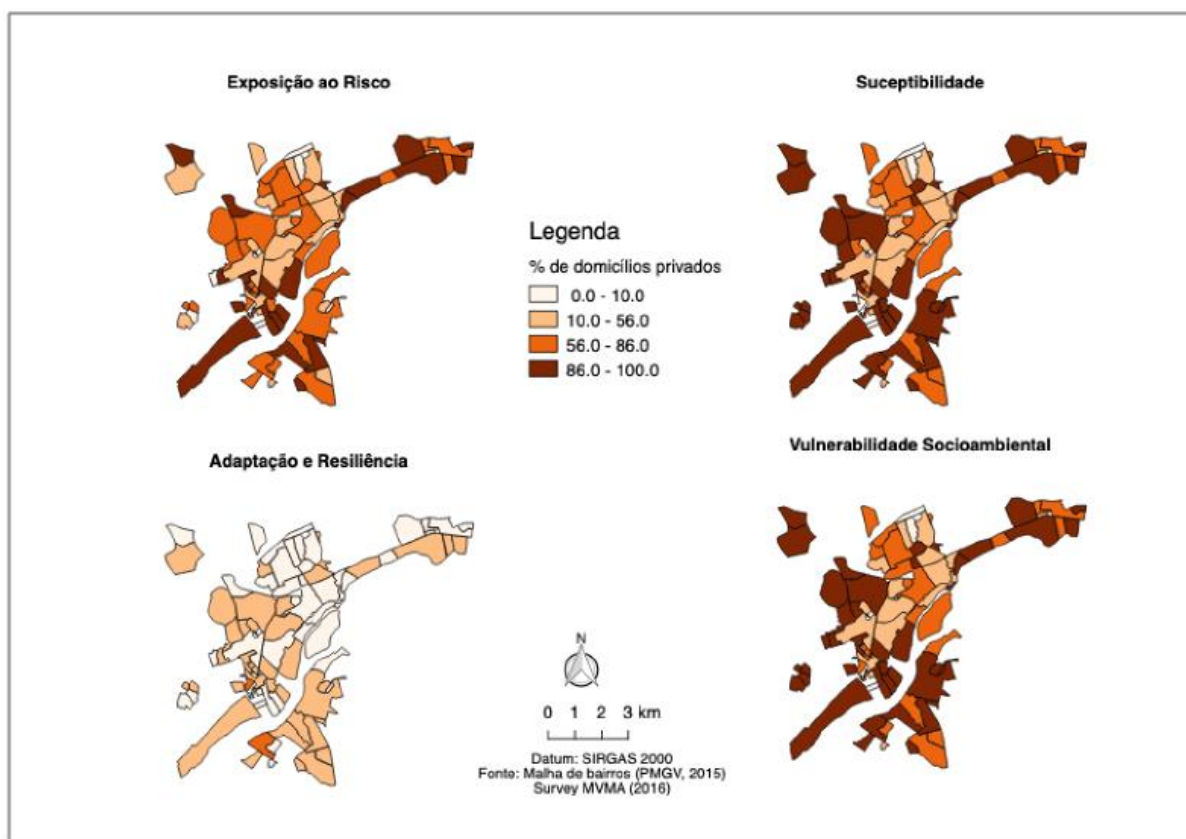 Exposição ao Risco
Suceptibilidade
Legenda
% de domicílios privados
0.0 - 10.0
10.0 - 56.0
56.0 - 86.0
86.0 - 100.0
Adaptação e Resiliência
Vulnerabilidade Socioambiental
N
0 1 2 3 km
Datum: SIRGAS 2000
Fonte: Malha de bairros (PMGV, 2015)
Survey MVMA (2016)